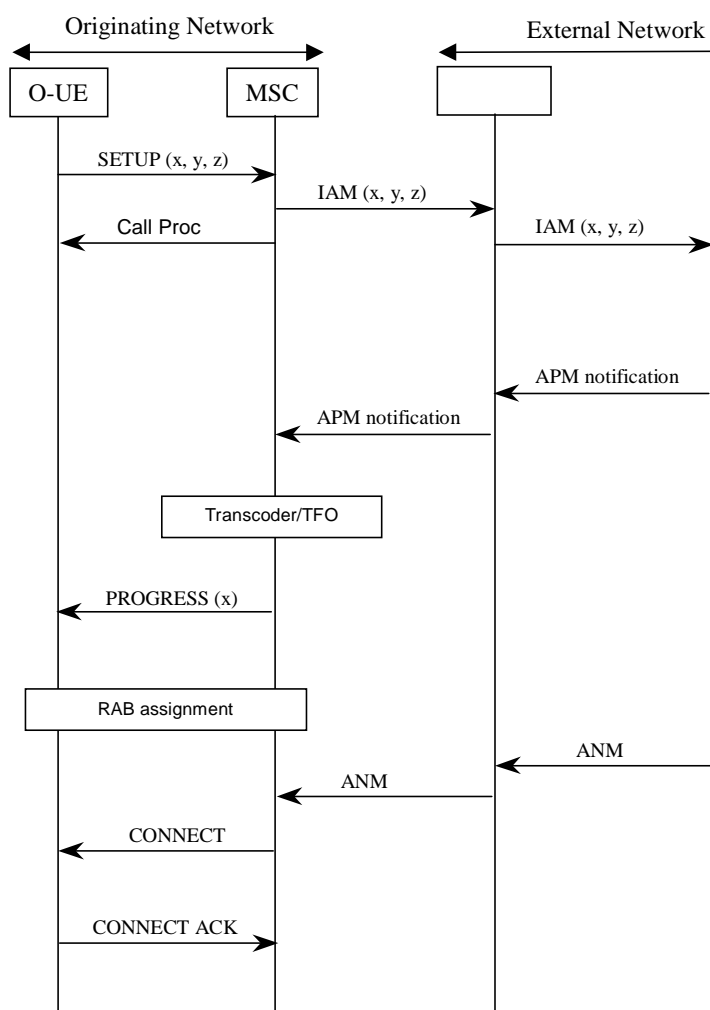 Originating Network
External Network
O-UE
MSC
SETUP (x, y, z)
IAM (x, y, z)
Call Proc
IAM (x, y, z)
APM notification
APM notification
Transcoder/TFO
PROGRESS (x)
RAB assignment
ANM
ANM
CONNECT
CONNECT ACK